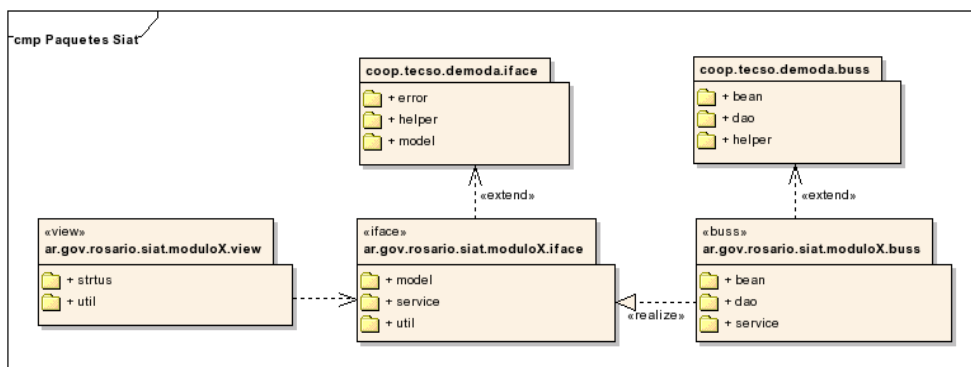 cmp Paquetes Siat
coop.tecso.demoda.iface
+ error
+ helper
+ model
coop.tecso.demoda.buss
+ bean
+ dao
+ helper
«extend»
«extend»
«view»
ar.gov.rosario.siat.moduloX.view
+ strtus
+ util
«iface»
ar.gov.rosario.siat.moduloX.iface
+ model
+ service
+ util
«realize»
«buss»
ar.gov.rosario.siat.moduloX.buss
+ bean
+ dao
+ service